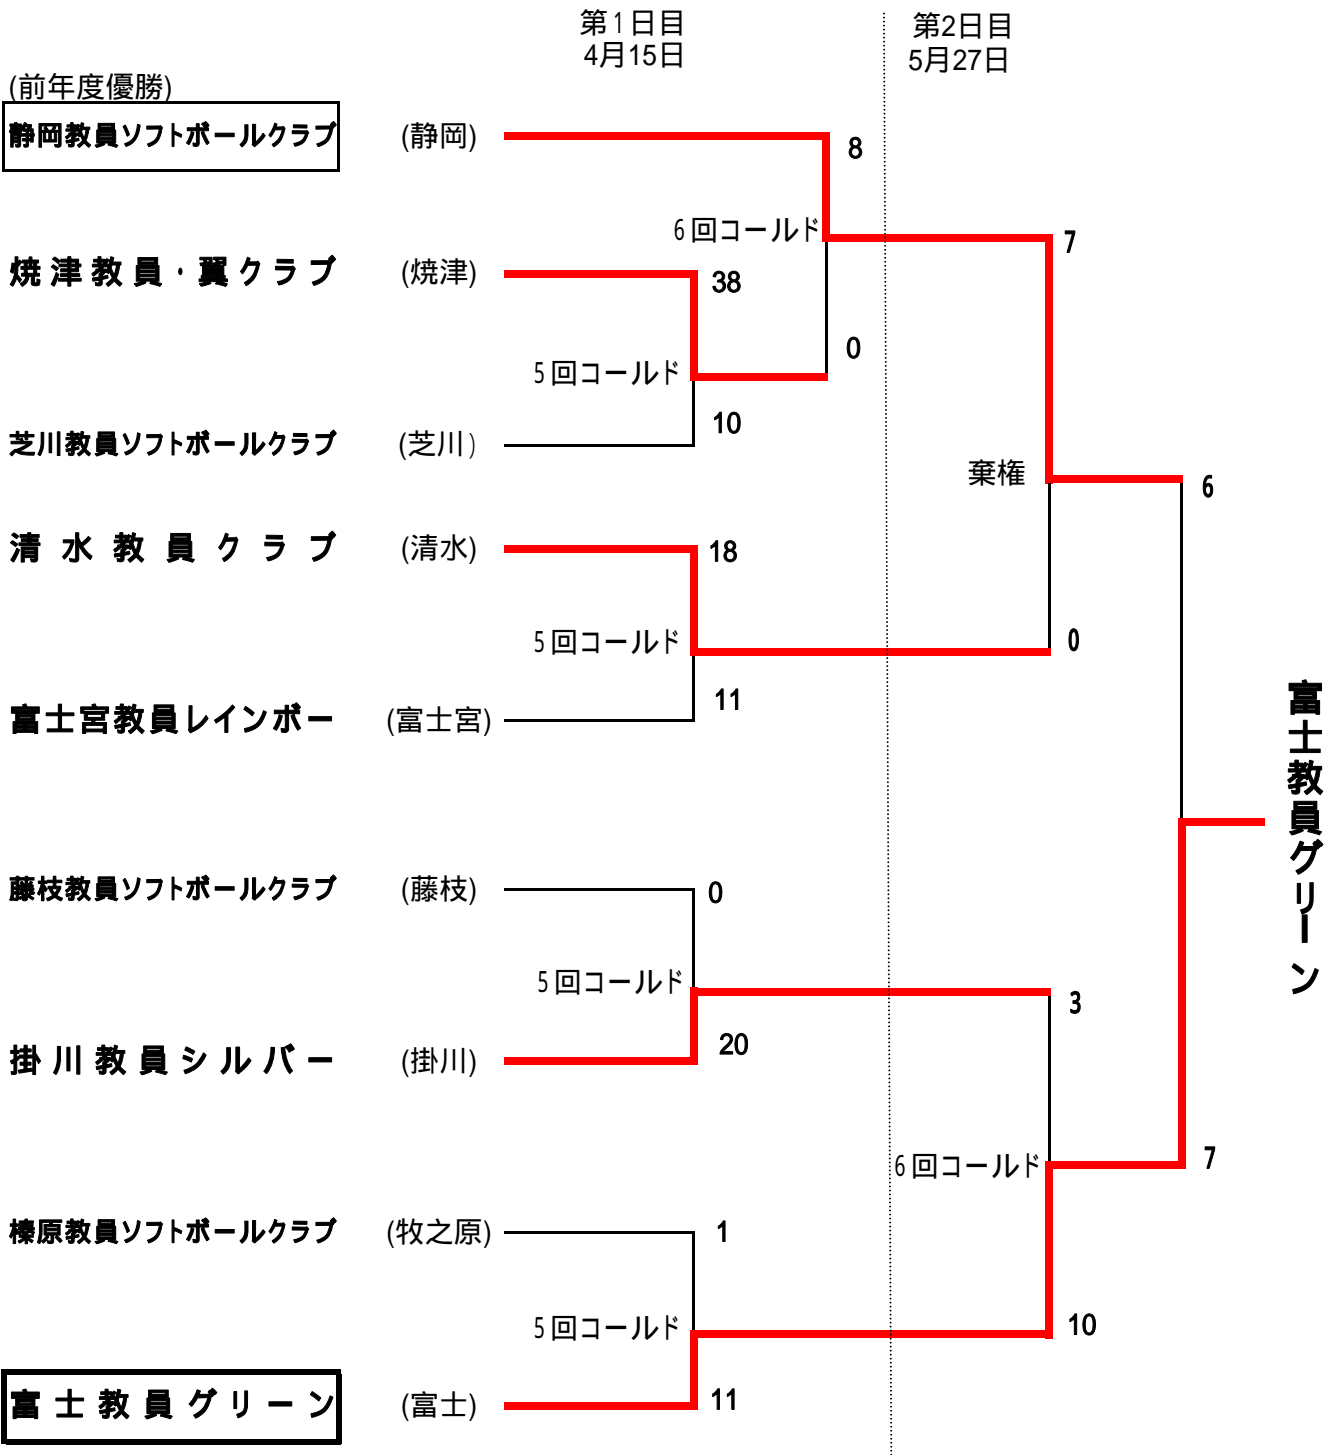 第1日目
4月15日
第2日目
5月27日
(前年度優勝)
静岡教員ソフトボールクラブ (静岡)
8
6回コールド
7
焼津教員・翼クラブ (焼津)
38
0
5回コールド
10
芝川教員ソフトボールクラブ (芝川)
棄権
6
清水教員クラブ (清水)
18
5回コールド
0
11
富士宮教員レインボー (富士宮)
富士教員グリーン
藤枝教員ソフトボールクラブ (藤枝)
0
5回コールド
3
20
掛川教員シルバー (掛川)
6回コールド
7
榛原教員ソフトボールクラブ (牧之原)
1
5回コールド
10
11
富士教員グリーン (富士)